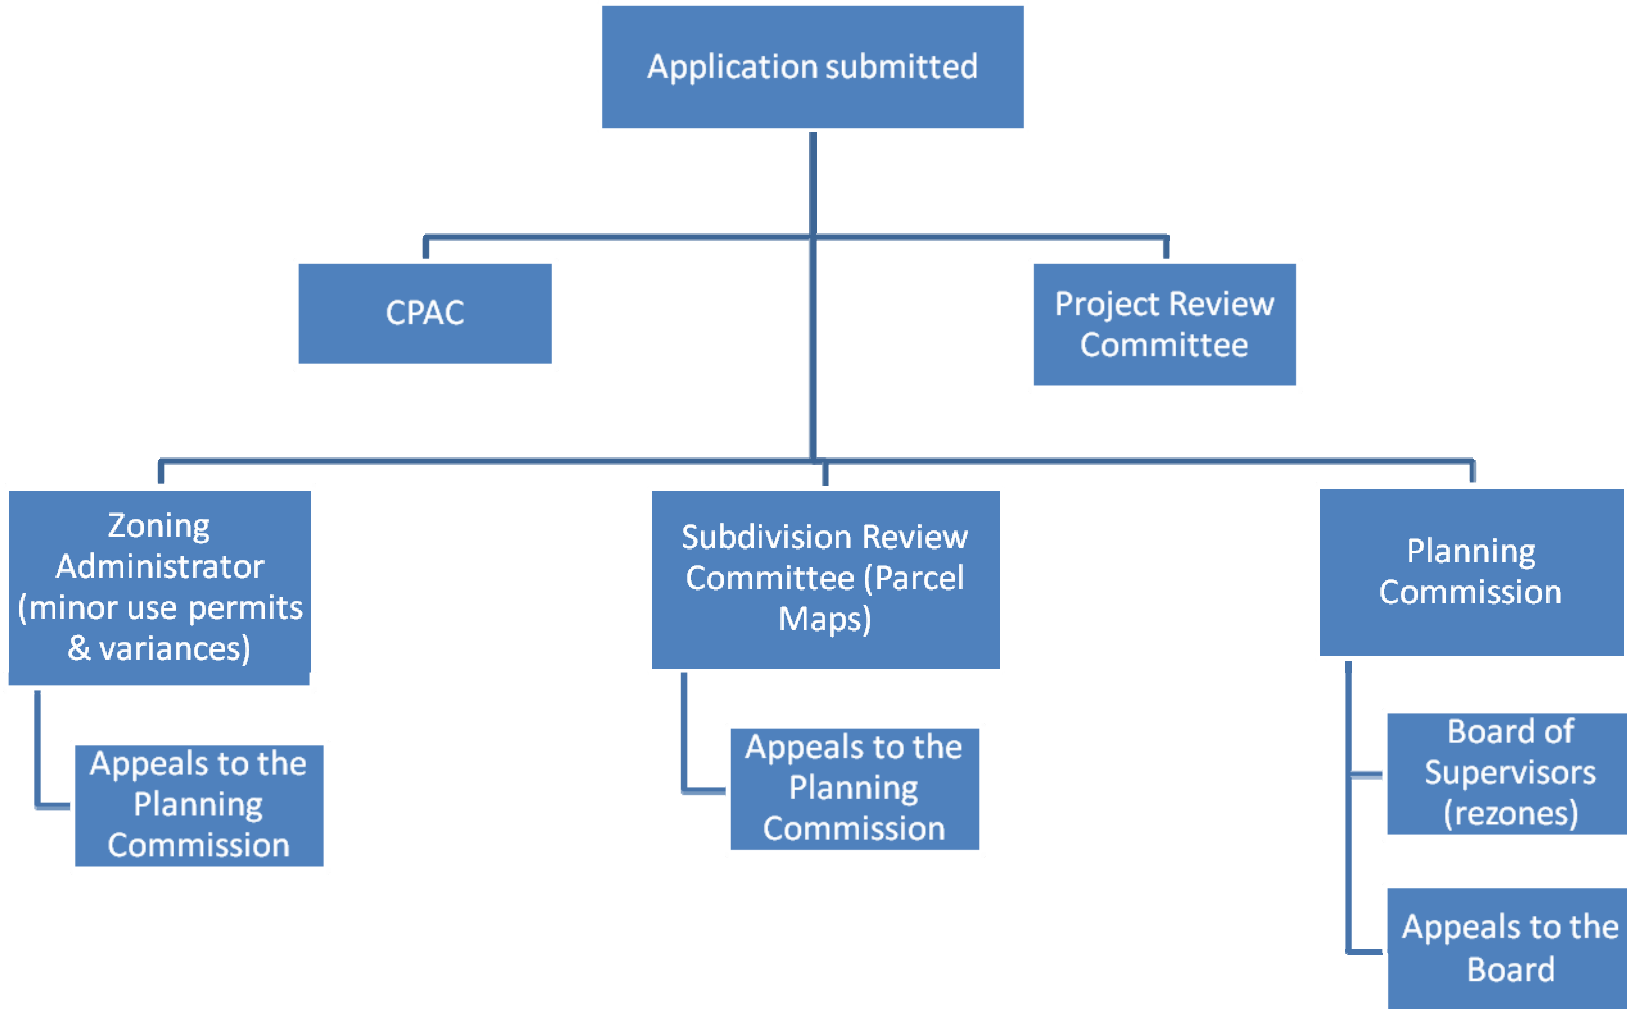 Application submitted
CPAC
Project Review
Committee
Zoning
Administrator
(minor use permits
& variances)
Subdivision Review
Committee (Parcel
Maps)
Planning
Commission
Appeals to the
Planning
Commission
Appeals to the
Planning
Commission
Board of
Supervisors
(rezones)
Appeals to the
Board